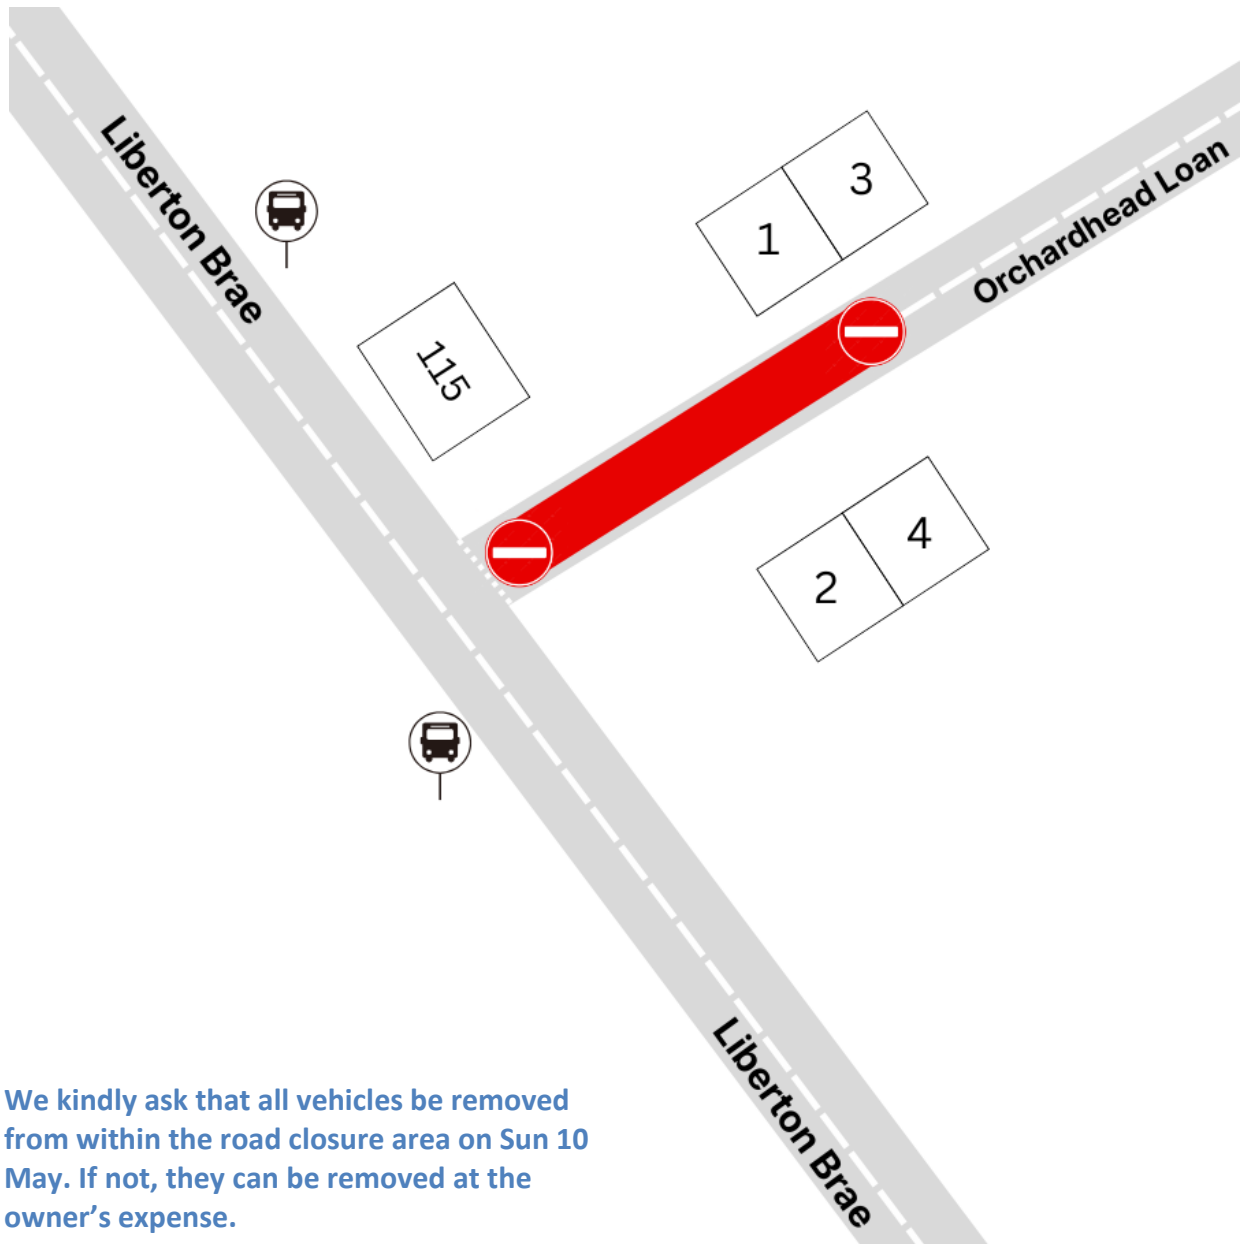 Liberton Brae
3
1
Orchardhead Loan
115
4
2
Liberton Brae
We kindly ask that all vehicles be removed
from within the road closure area on Sun 10
May. If not, they can be removed at the
owner’s expense.